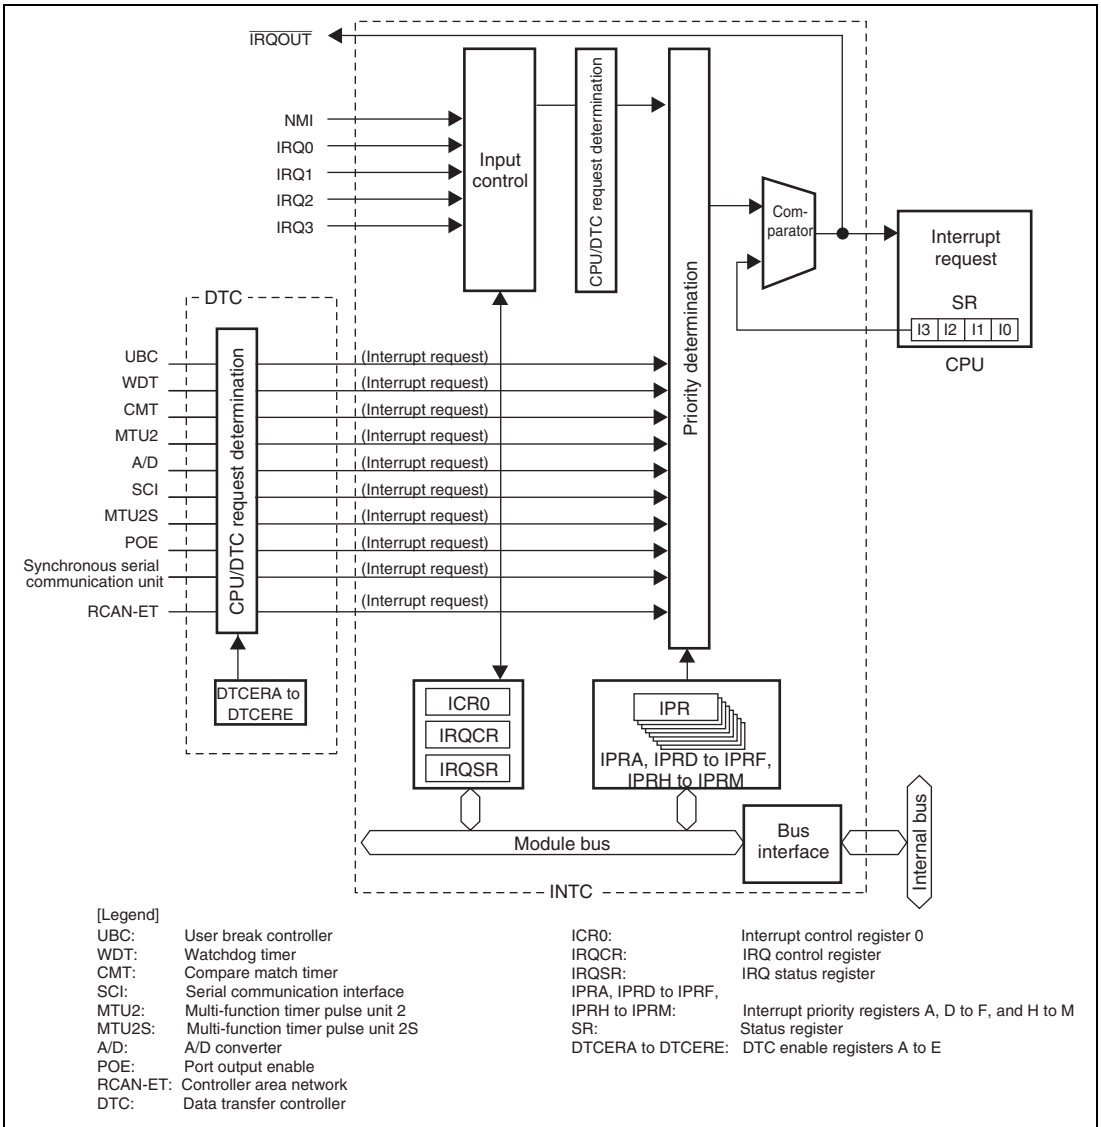 IRQOUT
NMI
IRQ0
IRQ1
IRQ2
IRQ3
Input
control
CPU/DTC request determination
Priority determination
Com-
parator
Interrupt
request
SR
I3 I2 I1 I0
CPU
DTC
CPU/DTC request determination
UBC
(Interrupt request)
WDT
(Interrupt request)
CMT
(Interrupt request)
MTU2
(Interrupt request)
A/D
(Interrupt request)
SCI
(Interrupt request)
MTU2S
(Interrupt request)
POE
(Interrupt request)
Synchronous serial
communication unit
(Interrupt request)
RCAN-ET
(Interrupt request)
DTCERA to
DTCERE
ICR0
IRQCR
IRQSR
IPR
IPRA, IPRD to IPRF,
IPRH to IPRM
Module bus
Bus
interface
Internal bus
INTC
[Legend]
UBC: User break controller
WDT: Watchdog timer
CMT: Compare match timer
SCI: Serial communication interface
MTU2: Multi-function timer pulse unit 2
MTU2S: Multi-function timer pulse unit 2S
A/D: A/D converter
POE: Port output enable
RCAN-ET: Controller area network
DTC: Data transfer controller
ICR0: Interrupt control register 0
IRQCR: IRQ control register
IRQSR: IRQ status register
IPRA, IPRD to IPRF,
IPRH to IPRM: Interrupt priority registers A, D to F, and H to M
SR: Status register
DTCERA to DTCERE: DTC enable registers A to E